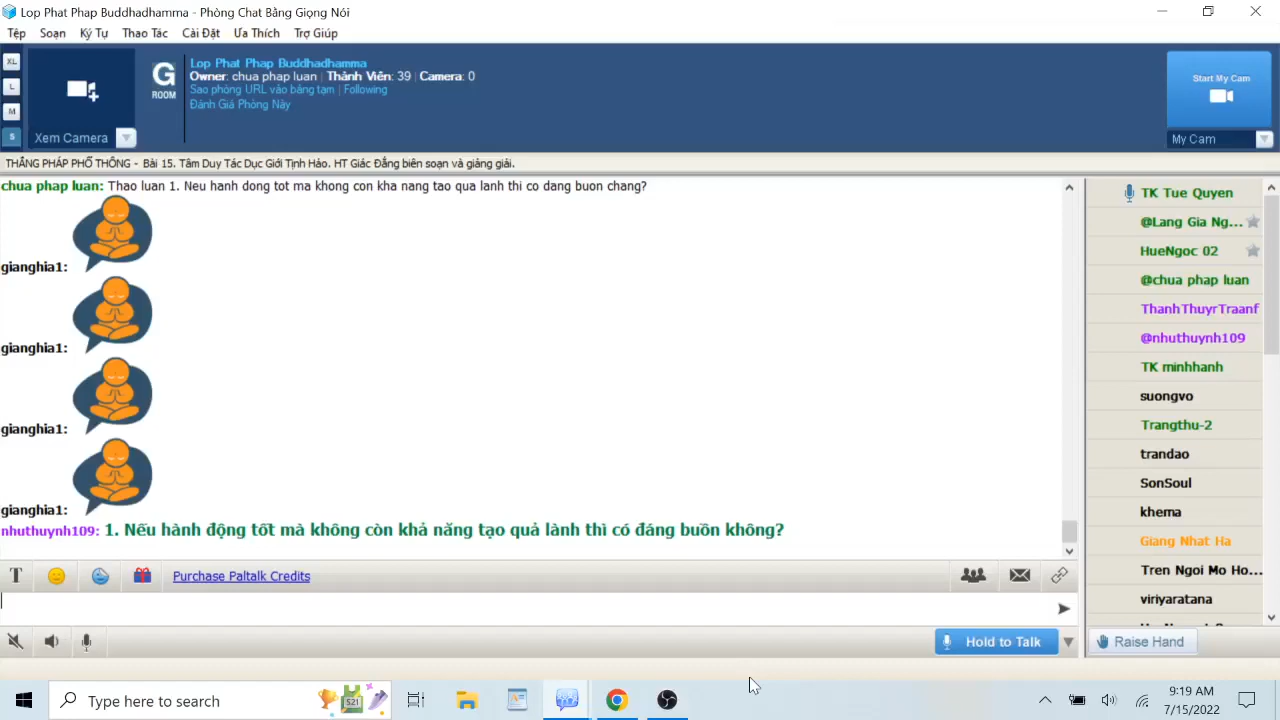 Lop Phat Phap Buddhadhamma - Phòng Chat Bằng Giọng Nói
Tệp Soạn Ký Tự Thao Tác Cài Đặt Ưa Thích Trợ Giúp
XL
L
M
S
Xem Camera
G
ROOM
Lop Phat Phap Buddhadhamma
Owner: chua phap luan | Thành Viên: 39 | Camera: 0
Sao phòng URL vào bảng tạm | Following
Đánh Giá Phòng Này
Start My Cam
My Cam
THẮNG PHÁP PHỔ THÔNG - Bài 15. Tâm Duy Tác Dục Giới Tịnh Hảo. HT Giác Đẳng biên soạn và giảng giải.
chua phap luan: Thao luan 1. Neu hanh dong tot ma khong con kha nang tao qua lanh thi co dang buon chang?
gianghia1:
gianghia1:
gianghia1:
gianghia1:
nhuthuynh109: 1. Nếu hành động tốt mà không còn khả năng tạo quả lành thì có đáng buồn không?
TK Tue Quyen
@Lang Gia Ng...
HueNgoc 02
@chua phap luan
ThanhThuyrTraanf
@nhuthuynh109
TK minhhanh
suongvo
Trangthu-2
trandao
SonSoul
khema
Giang Nhat Ha
Tren Ngoi Mo Ho...
viriyaratana
T
Purchase Paltalk Credits
Hold to Talk
Raise Hand
Type here to search
521
9:19 AM
7/15/2022